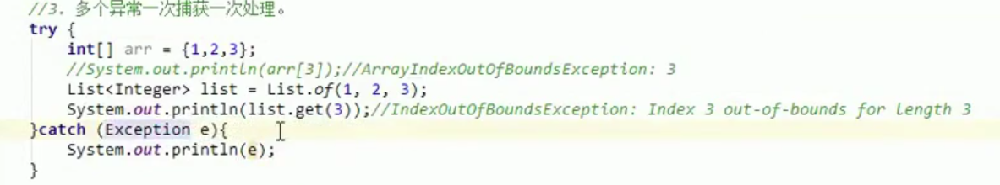 //3. 多个异常一次捕获一次处理。
try {
int[] arr = {1,2,3};
//System.out.println(arr[3]);//ArrayIndexOutOfBoundsException: 3
List<Integer> list = List.of(1, 2, 3);
System.out.println(list.get(3));//IndexOutOfBoundsException: Index 3 out-of-bounds for length 3
}catch (Exception e){
System.out.println(e);
}